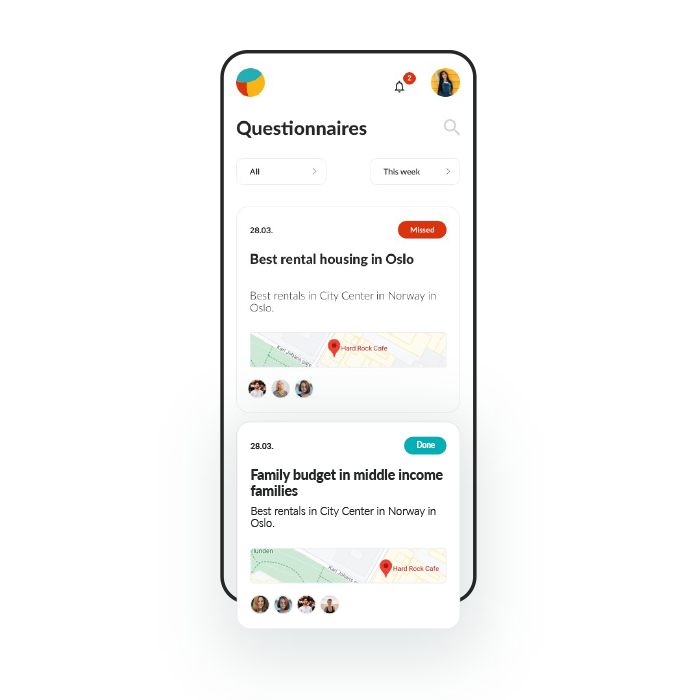 2
Questionnaires
All
This week
28.03.
Missed
Best rental housing in Oslo
Best rentals in City Center in Norway in
Oslo.
Karl Johans gate
Hard Rock Cafe
28.03.
Done
Family budget in middle income
families
Best rentals in City Center in Norway in
Oslo.
lunden
Karl Johans
Hard Rock Cafe